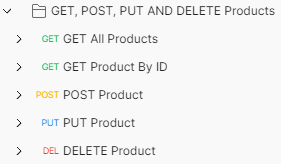 GET, POST, PUT AND DELETE Products
GET GET All Products
GET GET Product By ID
POST POST Product
PUT PUT Product
DEL DELETE Product